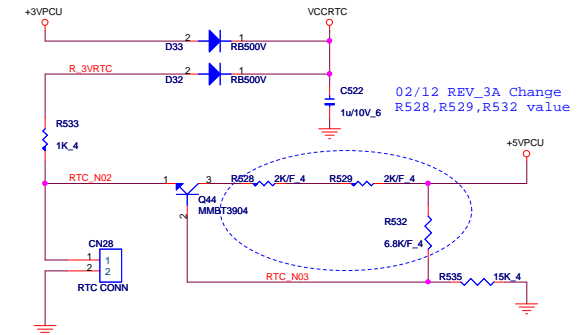 +3VPCU
VCCRTC
2
1
D33
RB500V
R_3VRTC
2
1
D32
RB500V
C522
1u/10V_6
02/12 REV_3A Change
R528,R529,R532 value
R533
1K_4
+5VPCU
RTC_N02
1
3
R528
2K/F_4
R529
2K/F_4
Q44
MMBT3904
2
R532
6.8K/F_4
CN28
1
1
2
2
RTC CONN
RTC_N03
R535
15K_4